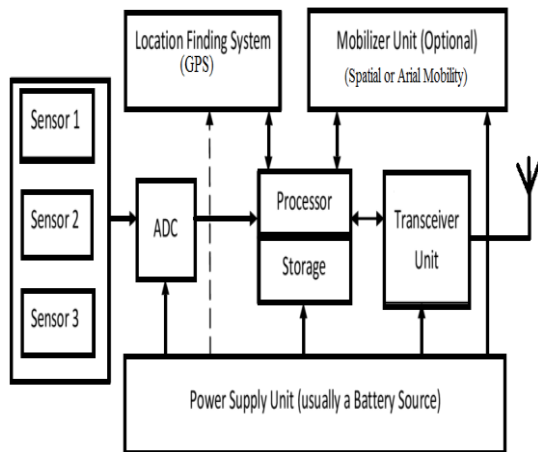 Location Finding System
(GPS)
Mobilizer Unit (Optional)
(Spatial or Arial Mobility)
Sensor 1
Sensor 2
Sensor 3
ADC
Processor
Storage
Transceiver
Unit
Power Supply Unit (usually a Battery Source)